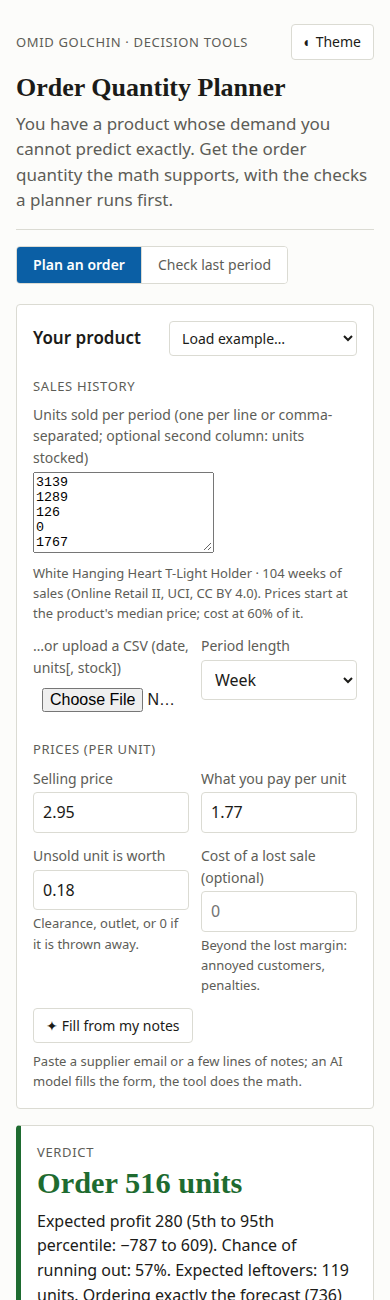 OMID GOLCHIN · DECISION TOOLS
Theme
Order Quantity Planner
You have a product whose demand you
cannot predict exactly. Get the order
quantity the math supports, with the checks
a planner runs first.
Plan an order
Check last period
Your product
Load example...
SALES HISTORY
Units sold per period (one per line or comma-
separated; optional second column: units
stocked)
3139
1289
126
0
1767
White Hanging Heart T-Light Holder · 104 weeks of
sales (Online Retail II, UCI, CC BY 4.0). Prices start at
the product's median price; cost at 60% of it.
...or upload a CSV (date,
units[, stock])
Choose File N...
Period length
Week
PRICES (PER UNIT)
Selling price
2.95
What you pay per unit
1.77
Unsold unit is worth
0.18
Clearance, outlet, or 0 if
it is thrown away.
Cost of a lost sale
(optional)
0
Beyond the lost margin:
annoyed customers,
penalties.
✦ Fill from my notes
Paste a supplier email or a few lines of notes; an AI
model fills the form, the tool does the math.
VERDICT
Order 516 units
Expected profit 280 (5th to 95th
percentile: −787 to 609). Chance of
running out: 57%. Expected leftovers: 119
units. Ordering exactly the forecast (736)